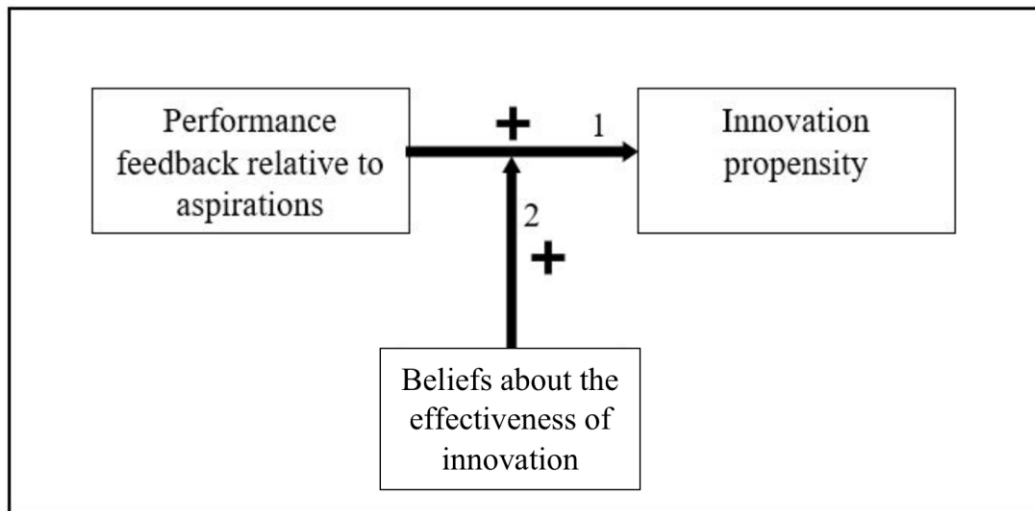 Performance
feedback relative to
aspirations
+
1
Innovation
propensity
2
+
Beliefs about the
effectiveness of
innovation